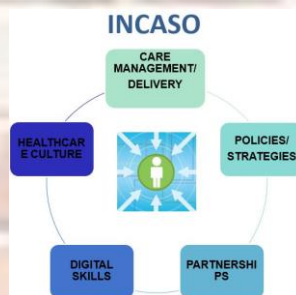 INCASO
CARE
MANAGEMENT/
DELIVERY
POLICIES/
STRATEGIES
PARTNERSHI
PS
DIGITAL
SKILLS
HEALTHCAR
E CULTURE